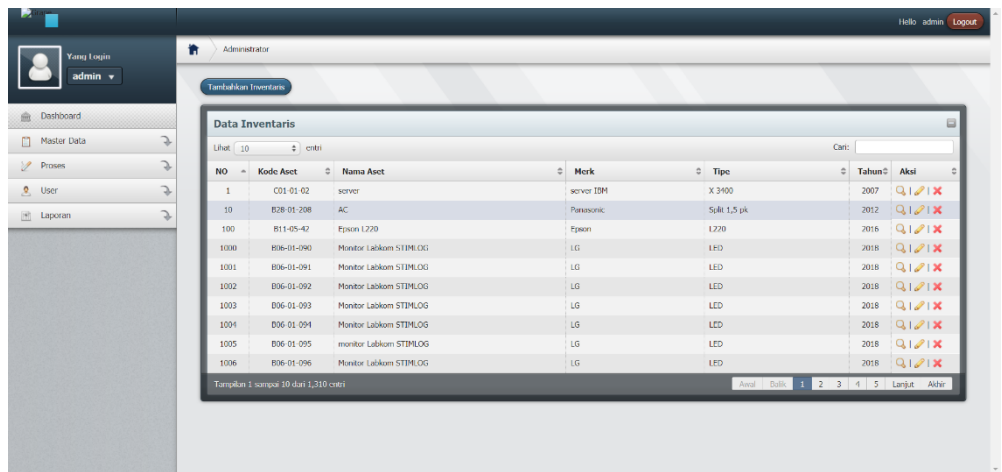 Hello admin Logout
Yang Login
admin
Administrator
Tambahkan Inventaris
Dashboard
Master Data
Proses
User
Laporan
Data Inventaris
Lihat 10 entri Cari:
NO Kode Aset Nama Aset Merk Tipe Tahun Aksi
1 C01-01-02 server server IBM X 3400 2007
10 B28-01-208 AC Panasonic Split 1,5 pk 2012
100 B11-05-42 Epson L220 Epson L220 2016
1000 B06-01-090 Monitor Labkom STIMLOG LG LED 2018
1001 B06-01-091 Monitor Labkom STIMLOG LG LED 2018
1002 B06-01-092 Monitor Labkom STIMLOG LG LED 2018
1003 B06-01-093 Monitor Labkom STIMLOG LG LED 2018
1004 B06-01-094 Monitor Labkom STIMLOG LG LED 2018
1005 B06-01-095 monitor Labkom STIMLOG LG LED 2018
1006 B06-01-096 Monitor Labkom STIMLOG LG LED 2018
Tampilan 1 sampai 10 dari 1,310 entri Awal Balik 1 2 3 4 5 Lanjut Akhir